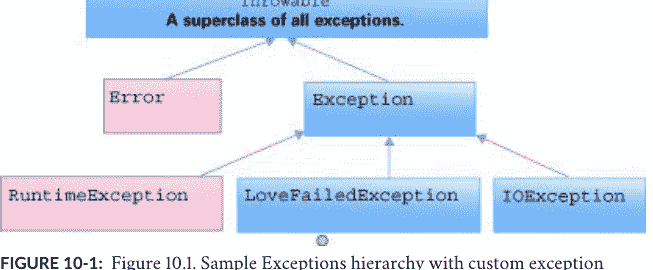 Throwable
A superclass of all exceptions.
Error
Exception
RuntimeException
LoveFailedException
IOException
FIGURE 10-1: Figure 10.1. Sample Exceptions hierarchy with custom exception